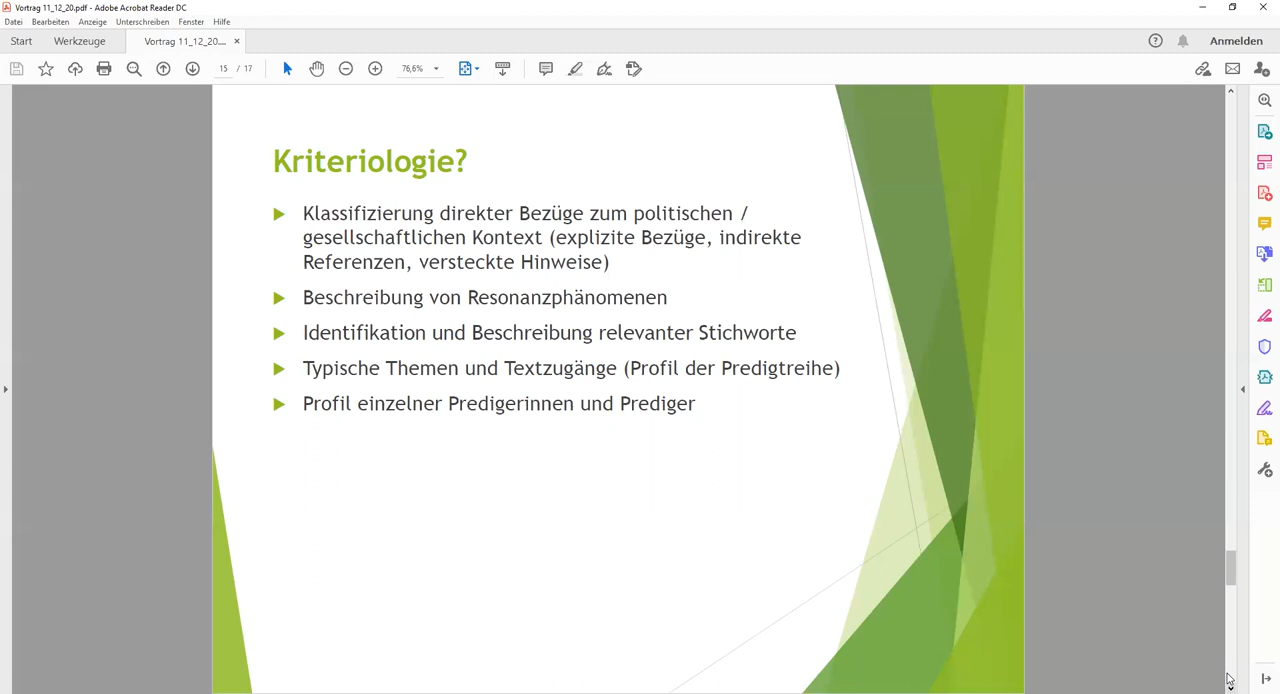 Vortrag 11_12_20.pdf - Adobe Acrobat Reader DC
Datei Bearbeiten Anzeige Unterschreiben Fenster Hilfe
Start Werkzeuge Vortrag 11_12_20.... × Anmelden
15 / 17 76,6%
Kriteriologie?
Klassifizierung direkter Bezüge zum politischen /
gesellschaftlichen Kontext (explizite Bezüge, indirekte
Referenzen, versteckte Hinweise)
Beschreibung von Resonanzphänomenen
Identifikation und Beschreibung relevanter Stichworte
Typische Themen und Textzugänge (Profil der Predigtreihe)
Profil einzelner Predigerinnen und Prediger